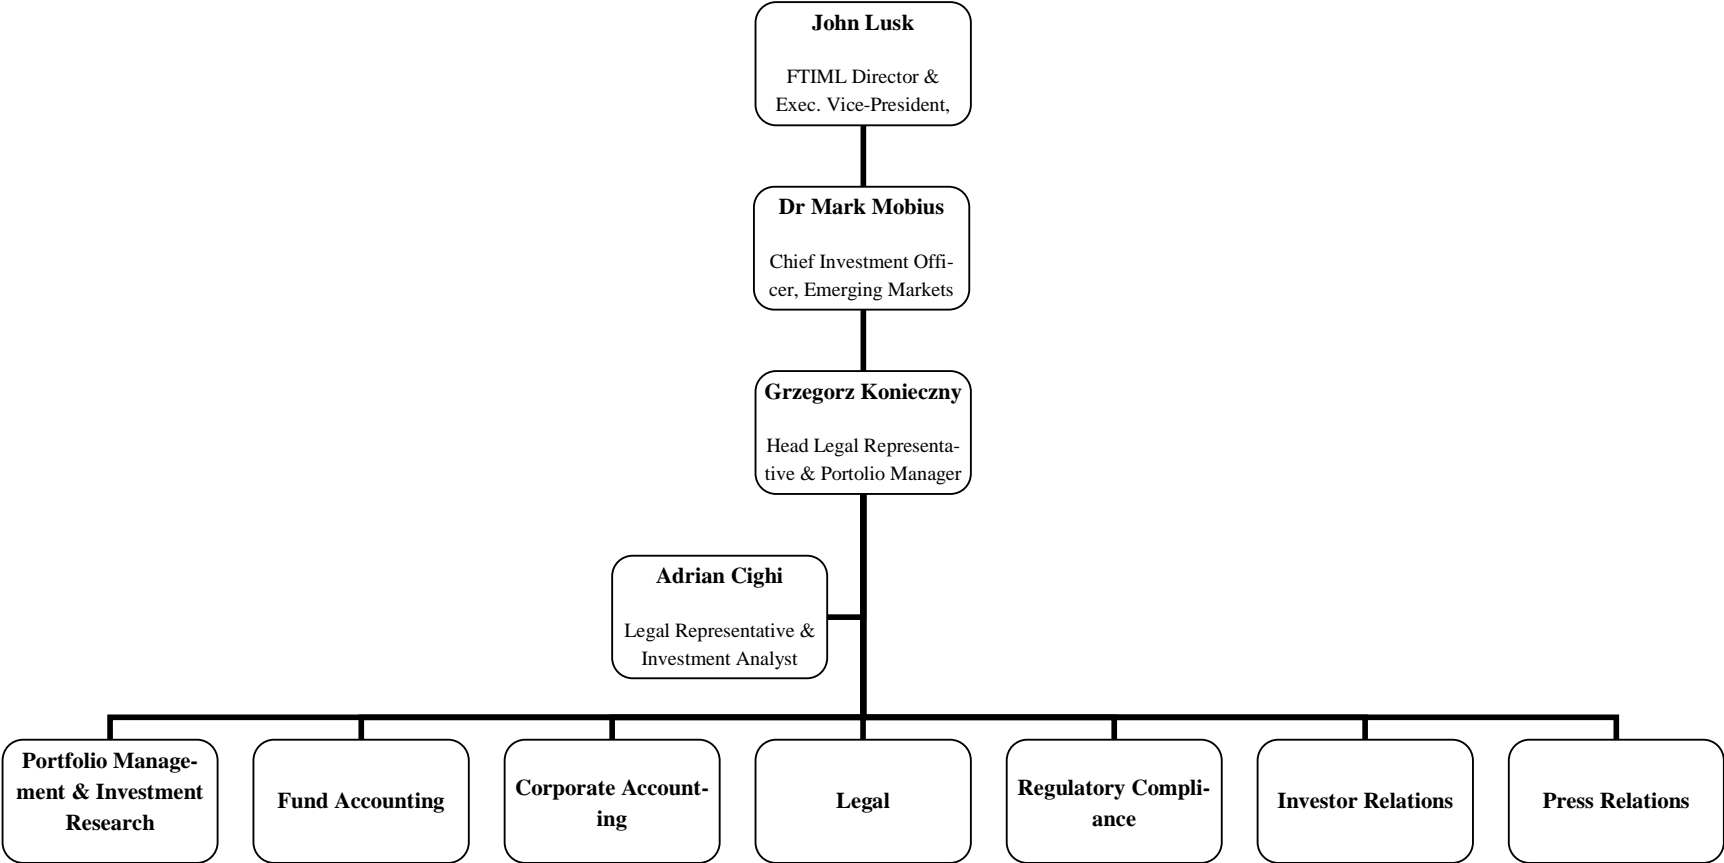 John Lusk
FTIML Director &
Exec. Vice-President,
Dr Mark Mobius
Chief Investment Offi-
cer, Emerging Markets
Grzegorz Konieczny
Head Legal Representa-
tive & Portolio Manager
Adrian Cighi
Legal Representative &
Investment Analyst
Portfolio Manage-
ment & Investment
Research
Fund Accounting
Corporate Account-
ing
Legal
Regulatory Compli-
ance
Investor Relations
Press Relations